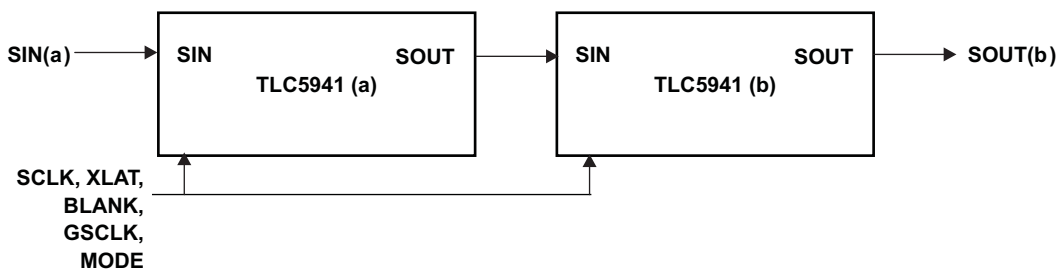 SIN(a)
SIN
SOUT
TLC5941 (a)
SIN
SOUT
TLC5941 (b)
SOUT(b)
SCLK, XLAT,
BLANK,
GSCLK,
MODE